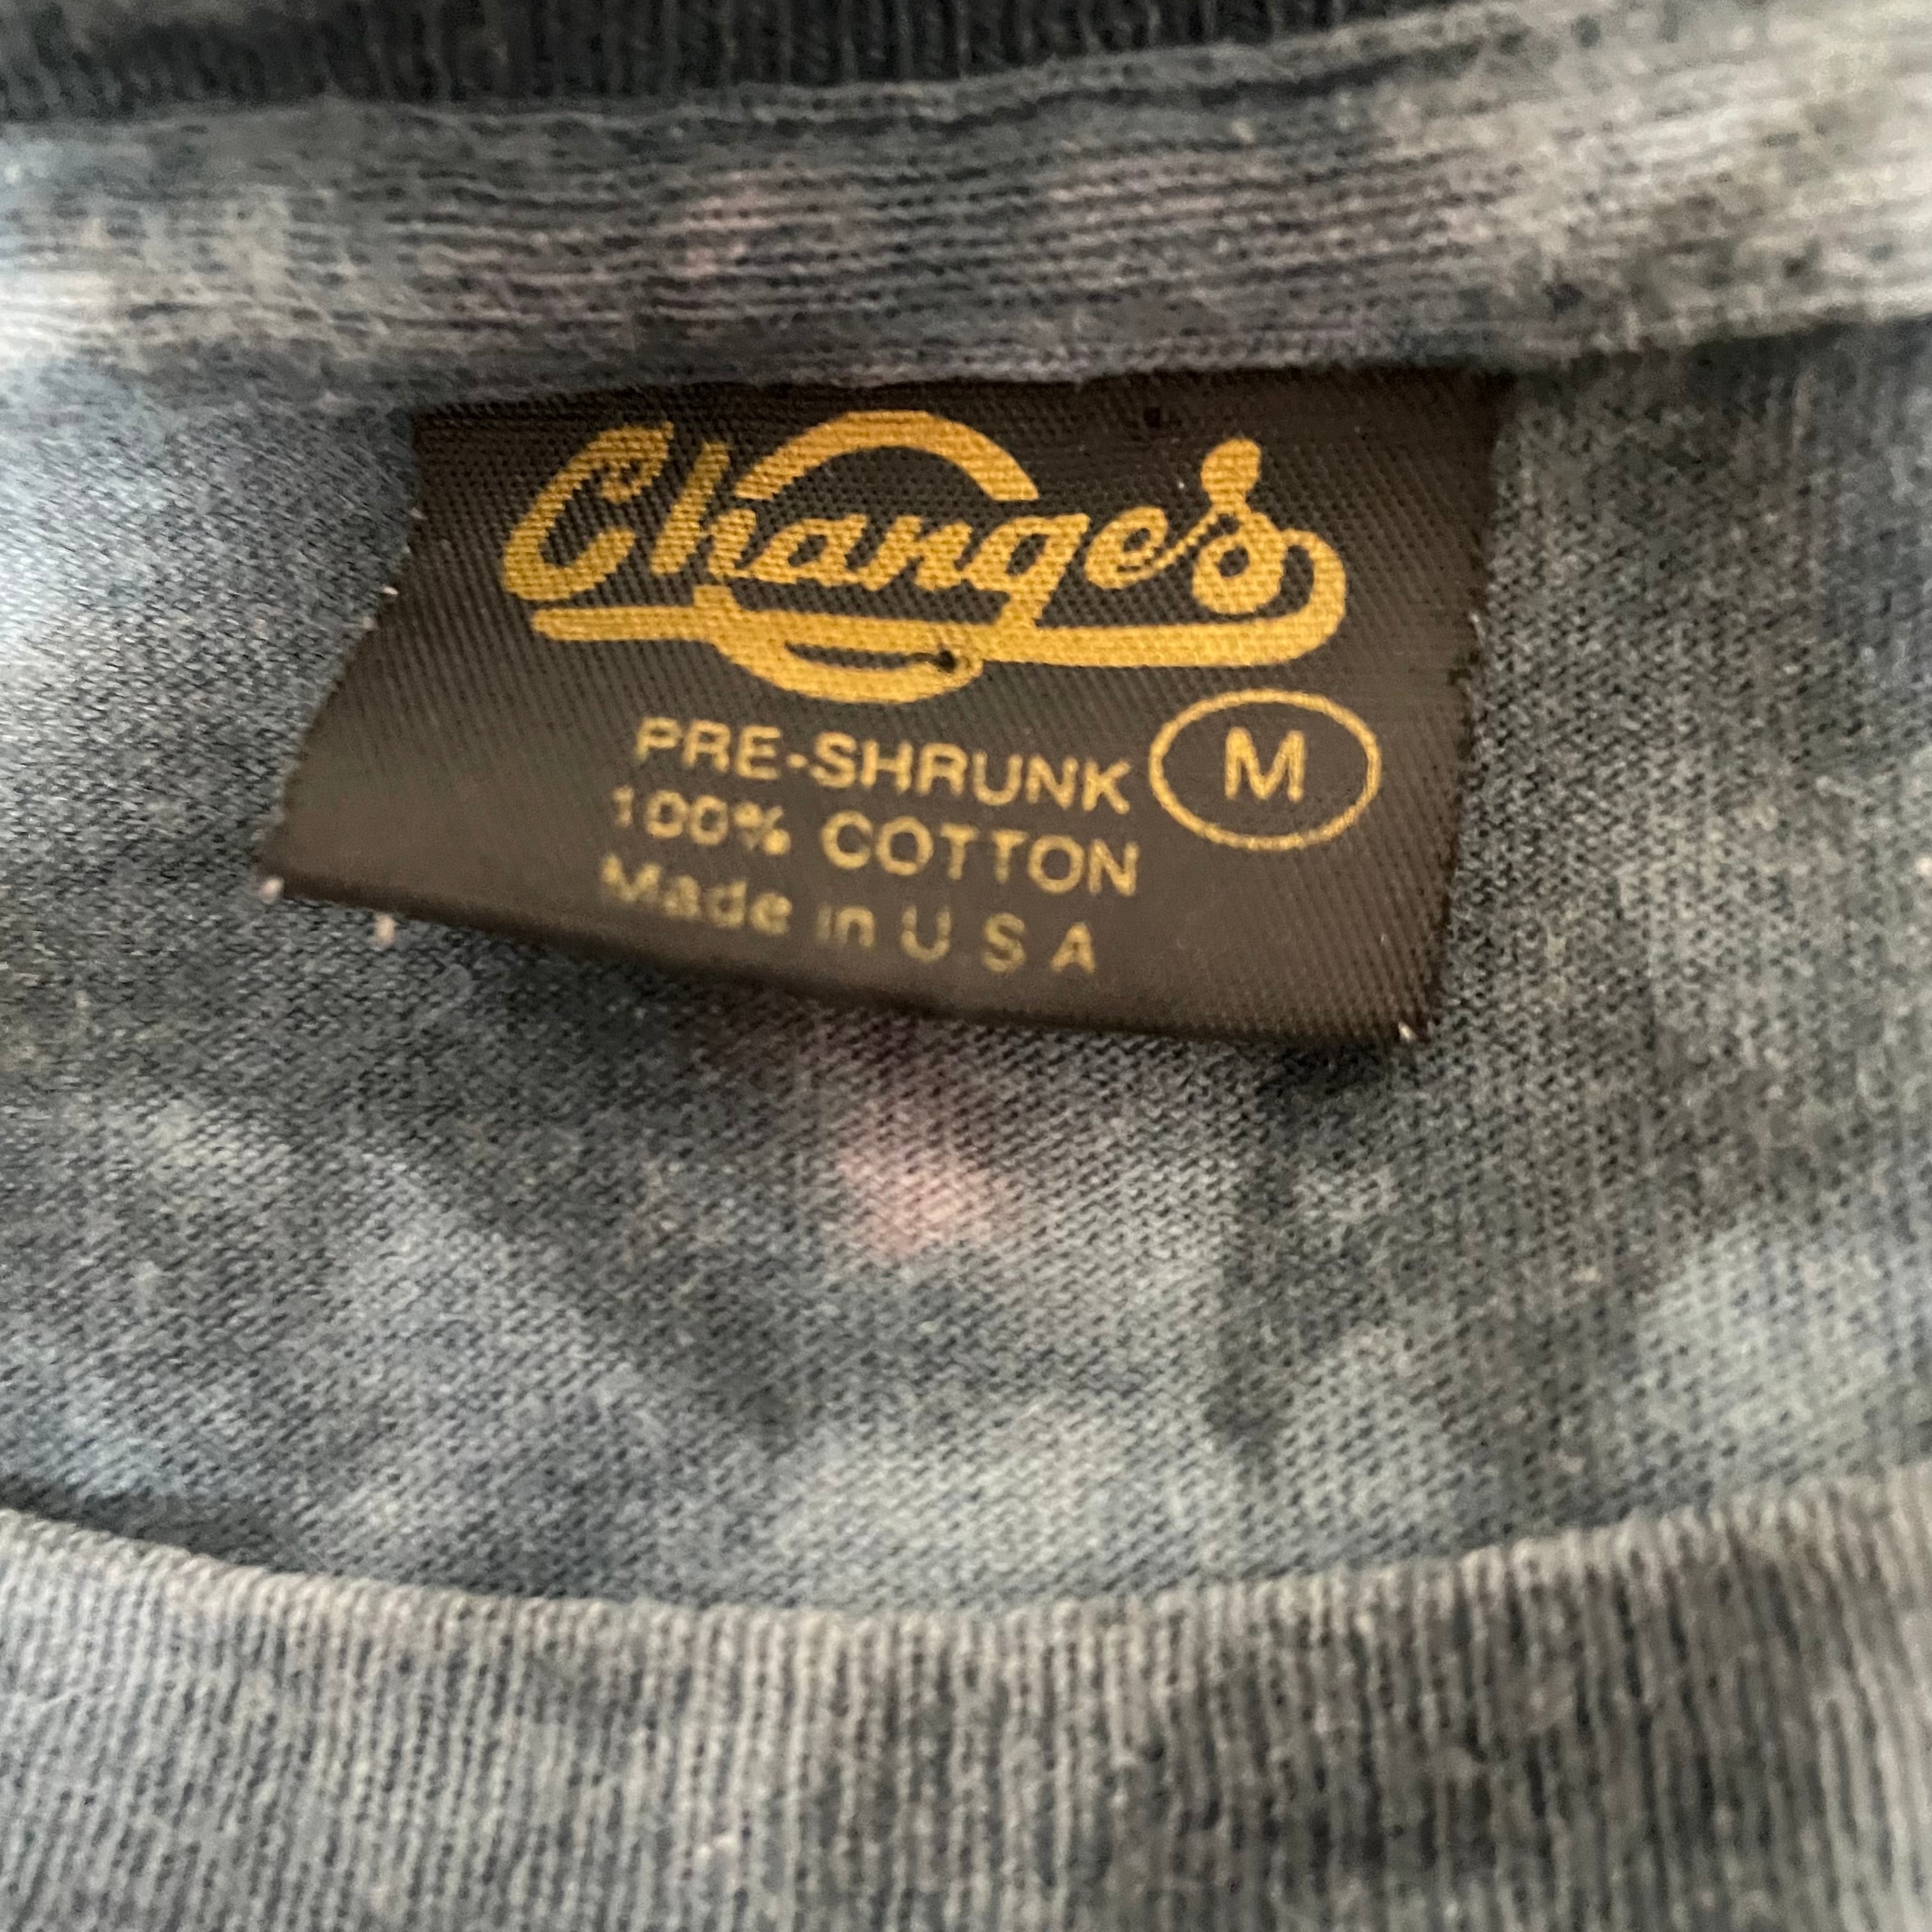 Changes
PRE-SHRUNK M
100% COTTON
Made in U.S.A